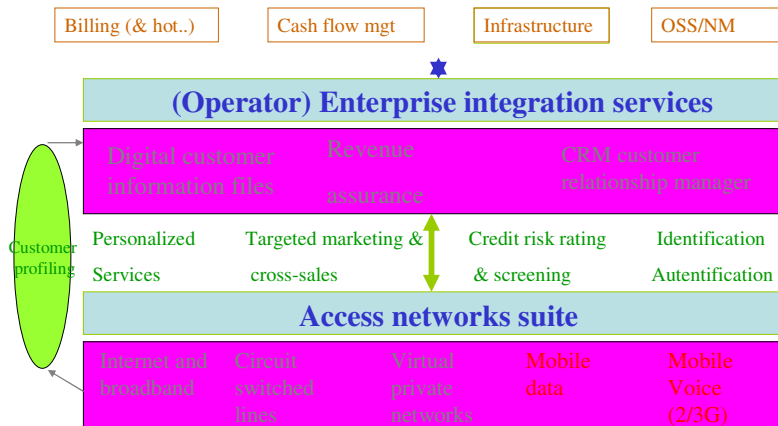 Billing (& hot..)
Cash flow mgt
Infrastructure
OSS/NM
(Operator) Enterprise integration services
Digital customer
information files
Revenue
assurance
CRM customer
relationship manager
Customer
profiling
Personalized
Services
Targeted marketing &
cross-sales
Credit risk rating
& screening
Identification
Autentification
Access networks suite
Internet and
broadband
Circuit
switched
lines
Virtual
private
networks
Mobile
data
Mobile
Voice
(2/3G)